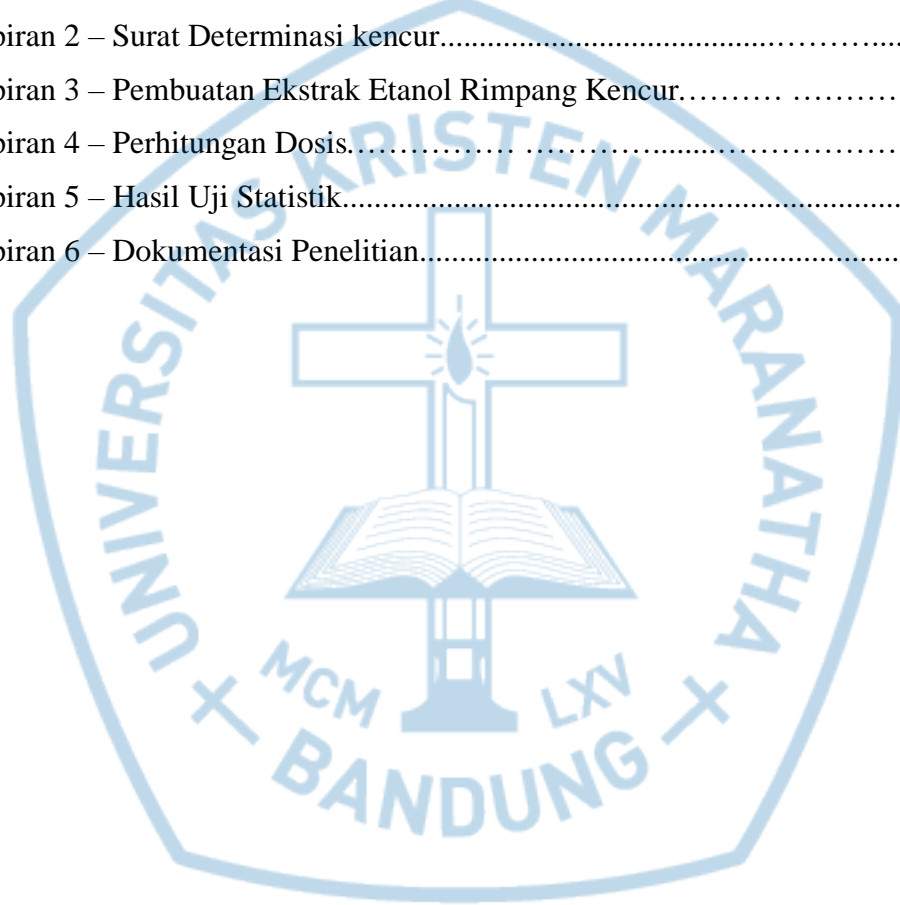 piran 2 – Surat Determinasi kencur..........................................………....
piran 3 – Pembuatan Ekstrak Etanol Rimpang Kencur.……… ………
piran 4 – Perhitungan Dosis.…………… …………........………………
piran 5 – Hasil Uji Statistik......................................................................
piran 6 – Dokumentasi Penelitian............................................................
UNIVERSITAS KRISTEN MARANATHA
MCM LXV
BANDUNG